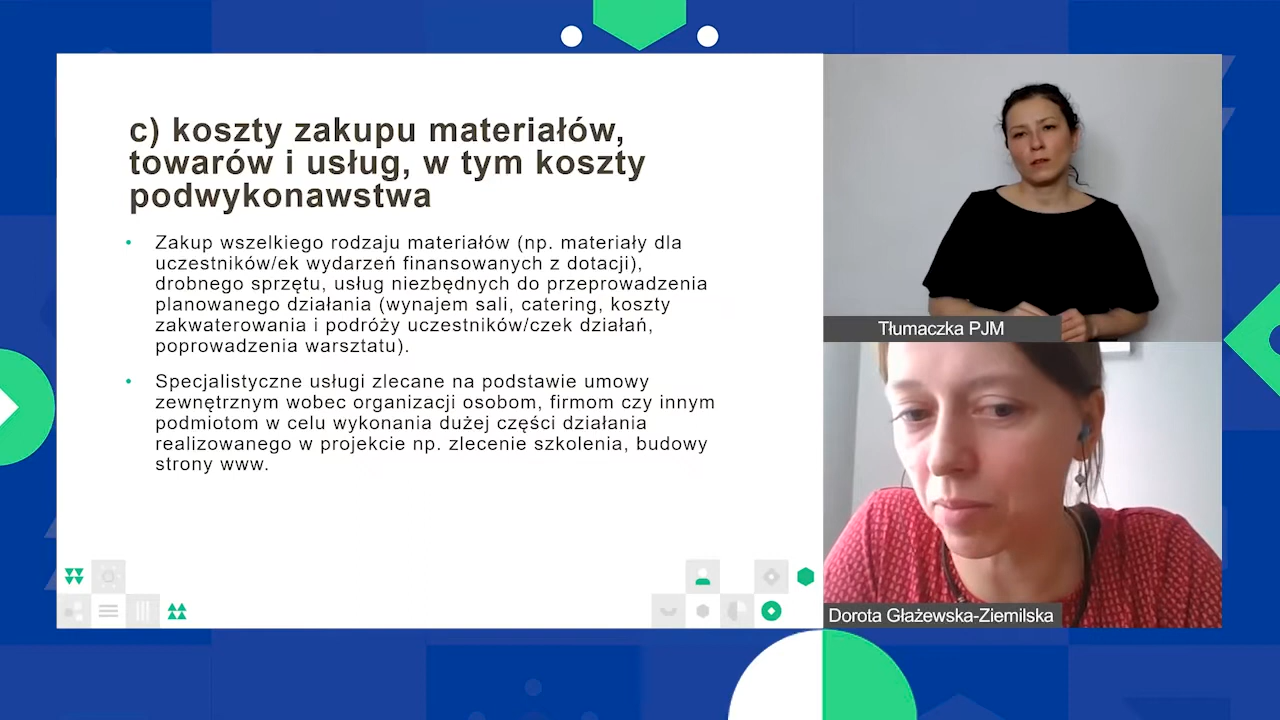 c) koszty zakupu materiałów,
towarów i usług, w tym koszty
podwykonawstwa
• Zakup wszelkiego rodzaju materiałów (np. materiały dla
uczestników/ek wydarzeń finansowanych z dotacji),
drobnego sprzętu, usług niezbędnych do przeprowadzenia
planowanego działania (wynajem sali, catering, koszty
zakwaterowania i podróży uczestników/czek działań,
poprowadzenia warsztatu).
• Specjalistyczne usługi zlecane na podstawie umowy
zewnętrznym wobec organizacji osobom, firmom czy innym
podmiotom w celu wykonania dużej części działania
realizowanego w projekcie np. zlecenie szkolenia, budowy
strony www.
Tłumaczka PJM
Dorota Głażewska-Ziemilska